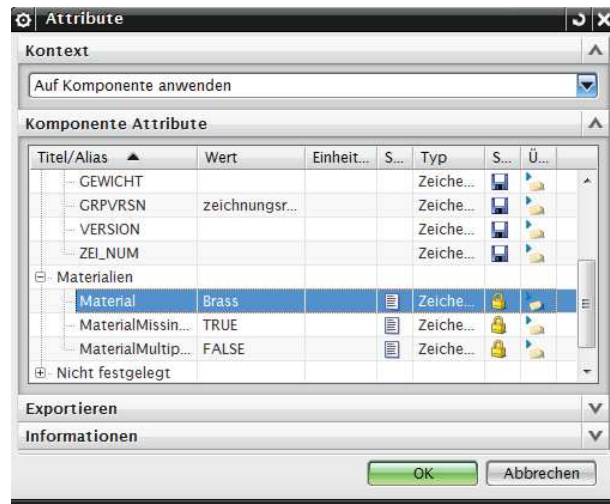 Attribute
Kontext
Auf Komponente anwenden
Komponente Attribute
Titel/Alias Wert Einheit... S... Typ S... Ü...
GEWICHT Zeiche...
GRPVRSN zeichnungsr... Zeiche...
VERSION Zeiche...
ZEI_NUM Zeiche...
Materialien
Material Brass Zeiche...
MaterialMissin... TRUE Zeiche...
MaterialMultip... FALSE Zeiche...
Nicht festgelegt
Exportieren
Informationen
OK Abbrechen